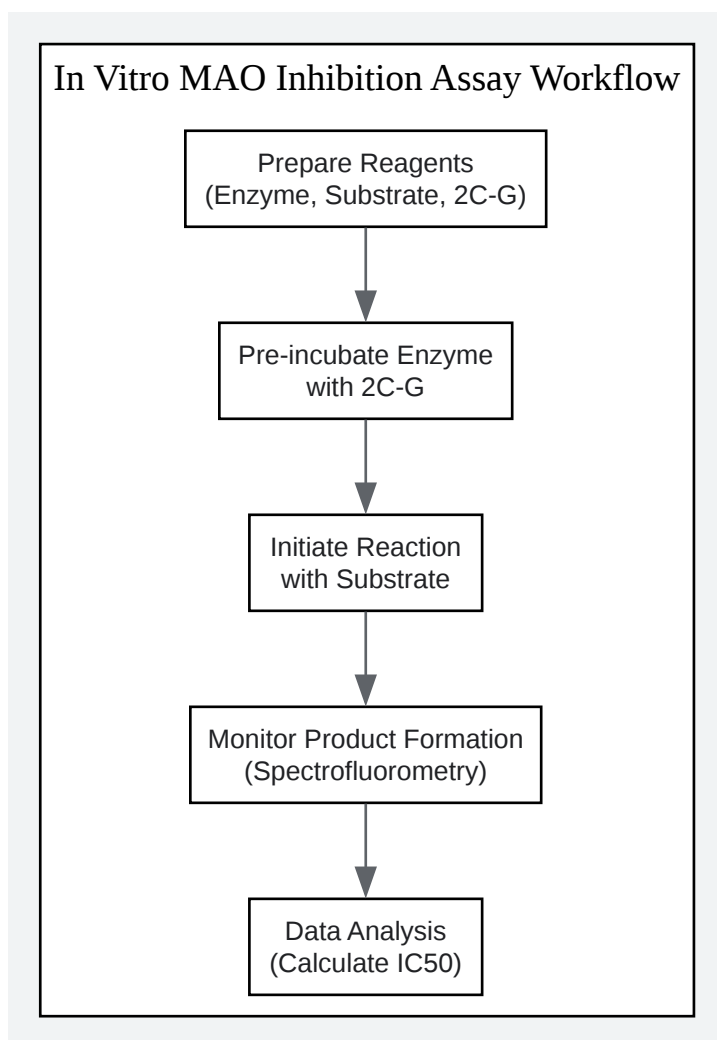 In Vitro MAO Inhibition Assay Workflow
Prepare Reagents
(Enzyme, Substrate, 2C-G)
Pre-incubate Enzyme
with 2C-G
Initiate Reaction
with Substrate
Monitor Product Formation
(Spectrofluorometry)
Data Analysis
(Calculate IC50)